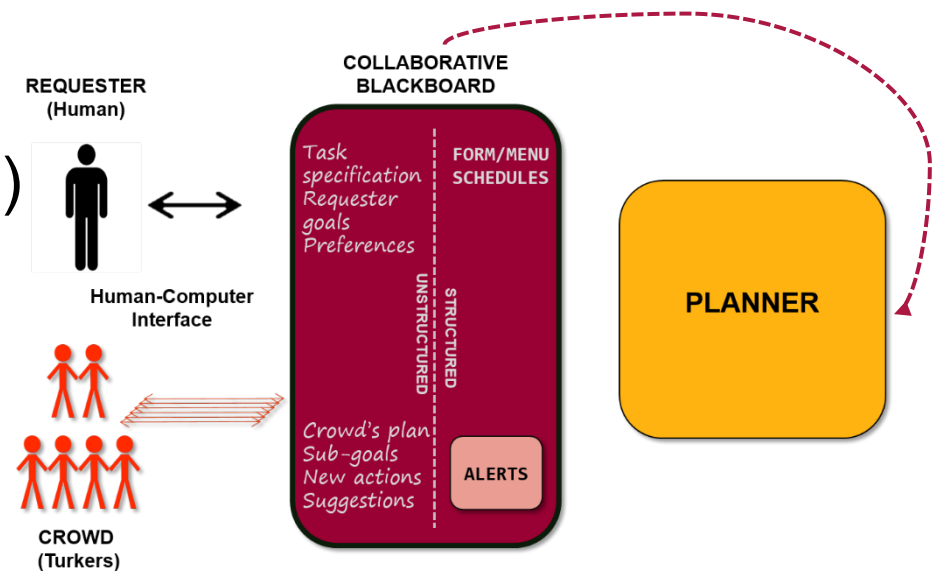 COLLABORATIVE
BLACKBOARD
REQUESTER
(Human)
)
Task
specification
Requester
goals
Preferences
FORM/MENU
SCHEDULES
UNSTRUCTURED
STRUCTURED
PLANNER
Human-Computer
Interface
Crowd's plan
Sub-goals
New actions
Suggestions
ALERTS
CROWD
(Turkers)